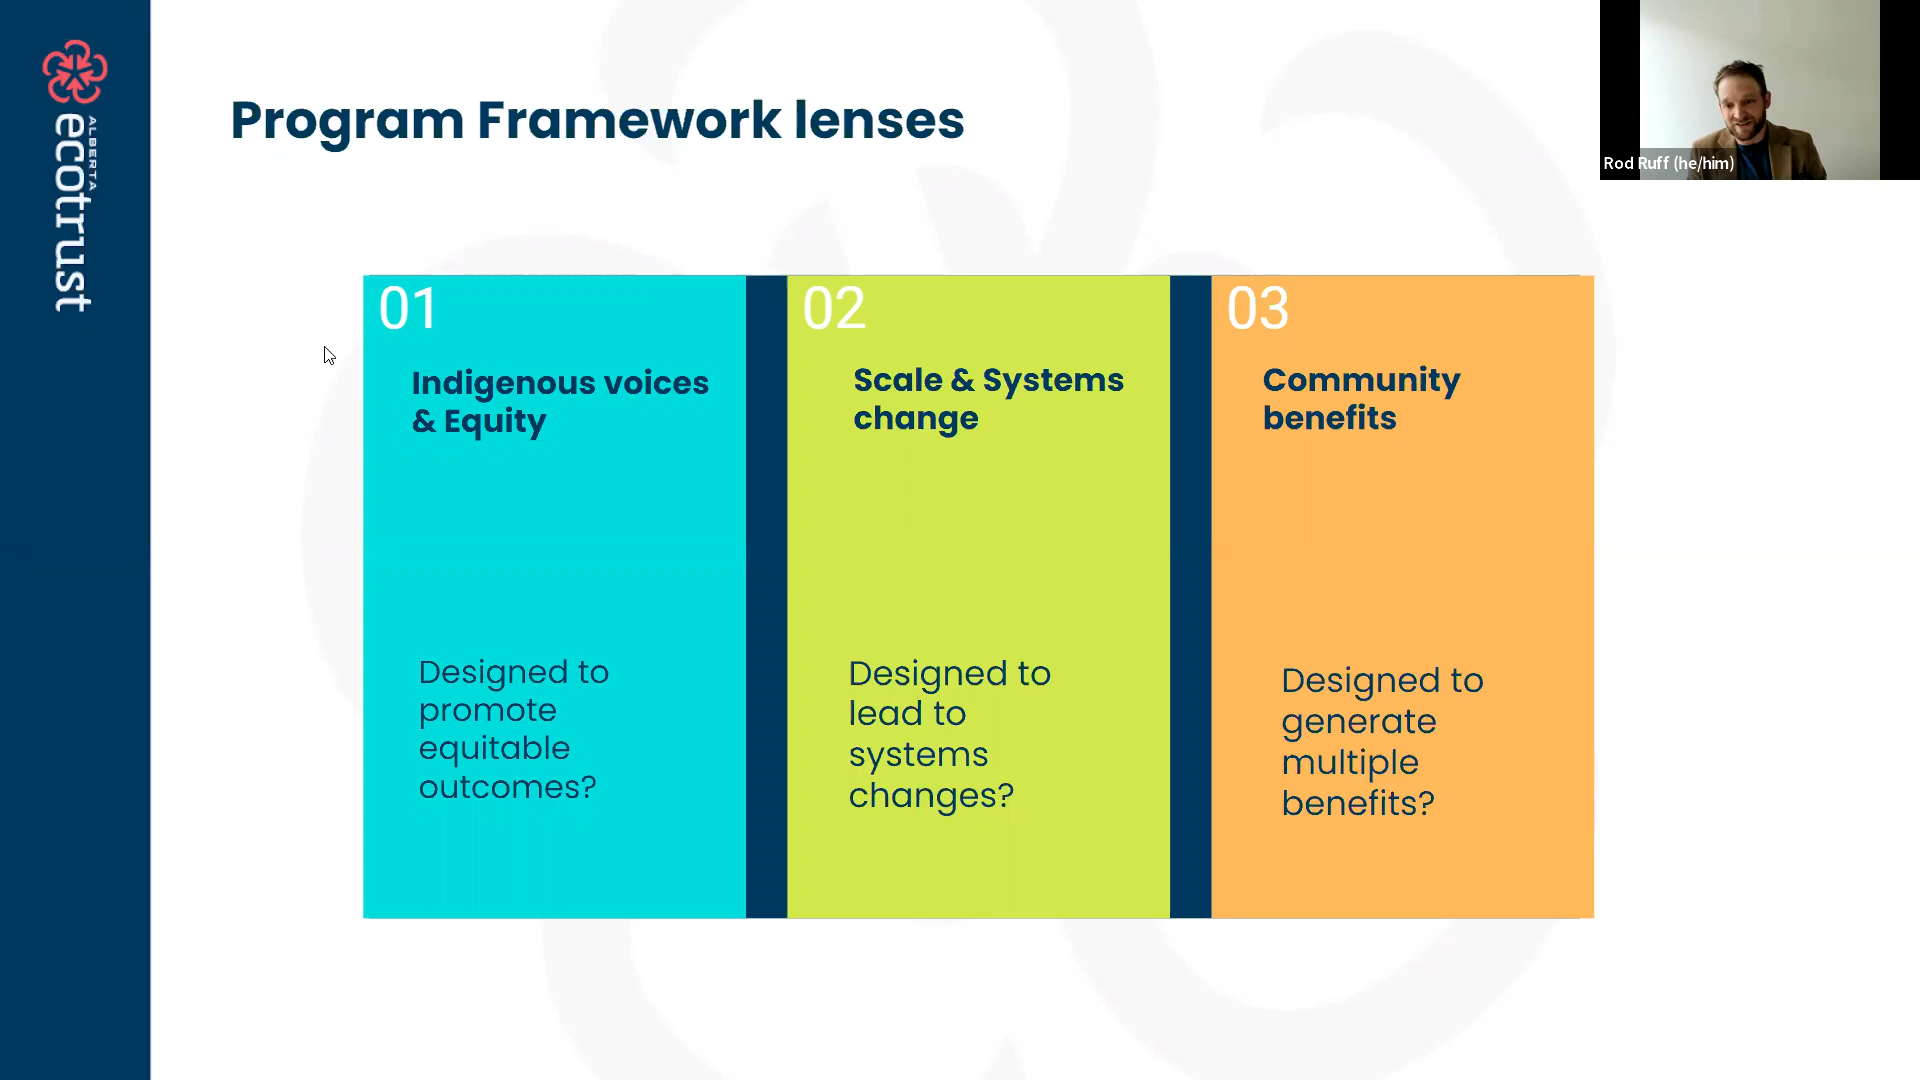 ALBERTA
ecotrust
Program Framework lenses
Rod Ruff (he/him)
01
Indigenous voices
& Equity
Designed to
promote
equitable
outcomes?
02
Scale & Systems
change
Designed to
lead to
systems
changes?
03
Community
benefits
Designed to
generate
multiple
benefits?